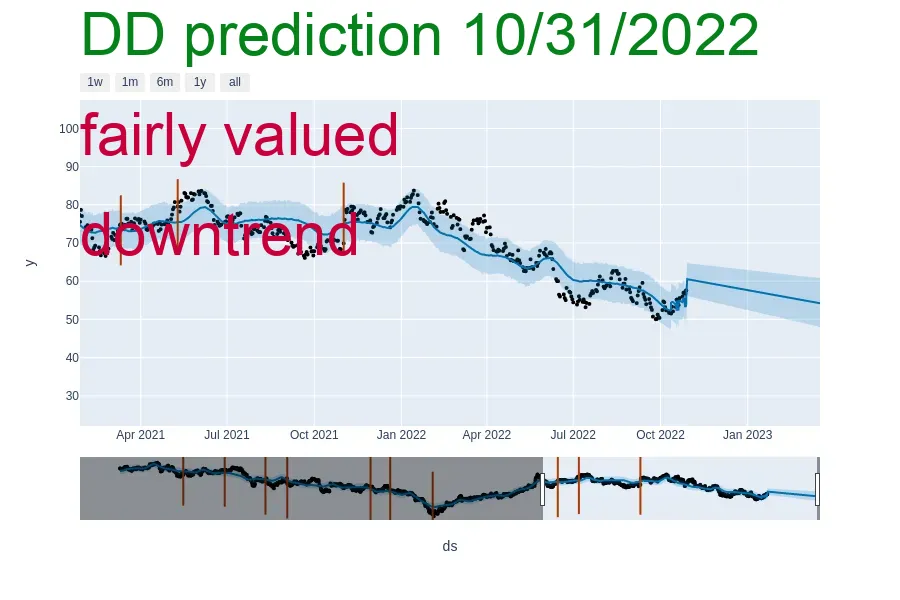 DD prediction 10/31/2022
1w 1m 6m 1y all
fairly valued
downtrend
100
90
80
70
60
50
40
30
y
Apr 2021 Jul 2021 Oct 2021 Jan 2022 Apr 2022 Jul 2022 Oct 2022 Jan 2023
ds